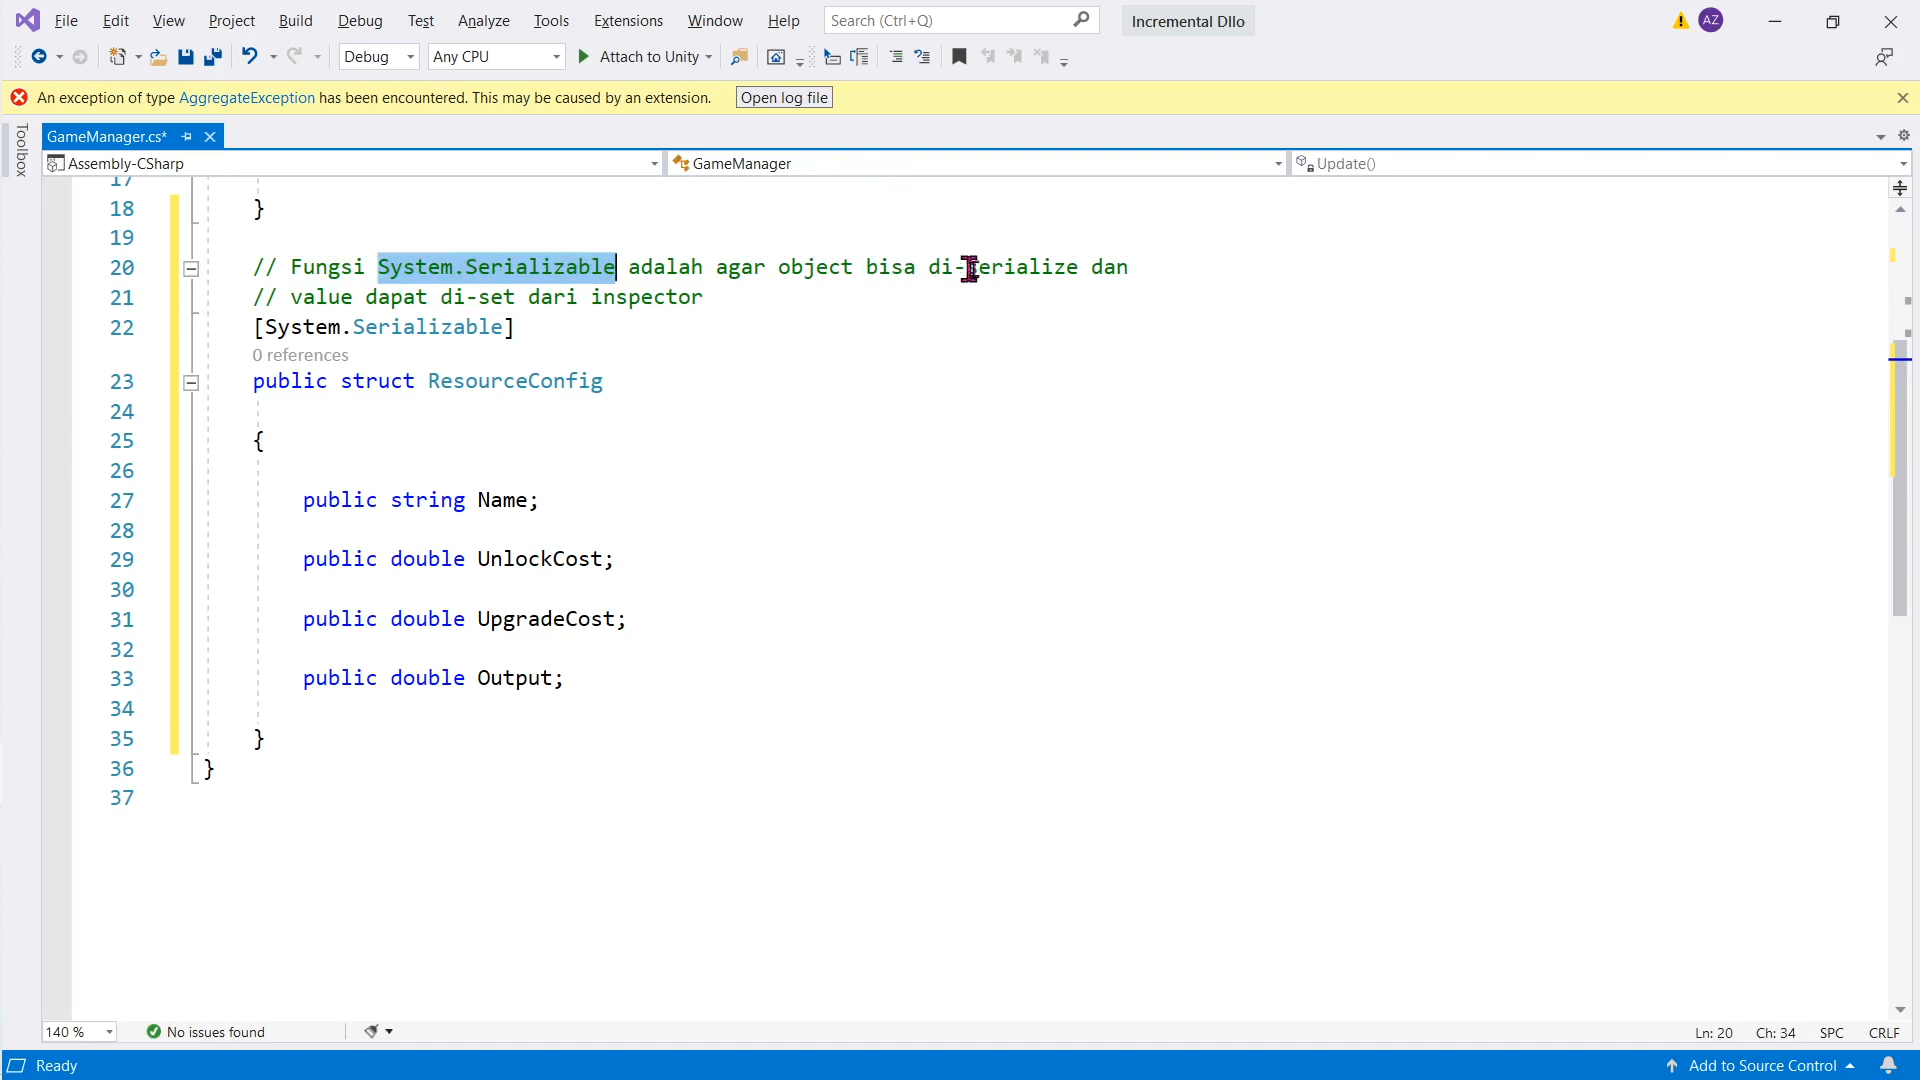 File Edit View Project Build Debug Test Analyze Tools Extensions Window Help Search (Ctrl+Q) Incremental Dllo AZ
Debug Any CPU Attach to Unity
An exception of type AggregateException has been encountered. This may be caused by an extension. Open log file
Toolbox
GameManager.cs*
Assembly-CSharp GameManager Update()
17
18 }
19
20 // Fungsi System.Serializable adalah agar object bisa di-serialize dan
21 // value dapat di-set dari inspector
22 [System.Serializable]
0 references
23 public struct ResourceConfig
24
25 {
26
27 public string Name;
28
29 public double UnlockCost;
30
31 public double UpgradeCost;
32
33 public double Output;
34
35 }
36 }
37
140 % No issues found Ln: 20 Ch: 34 SPC CRLF
Ready Add to Source Control